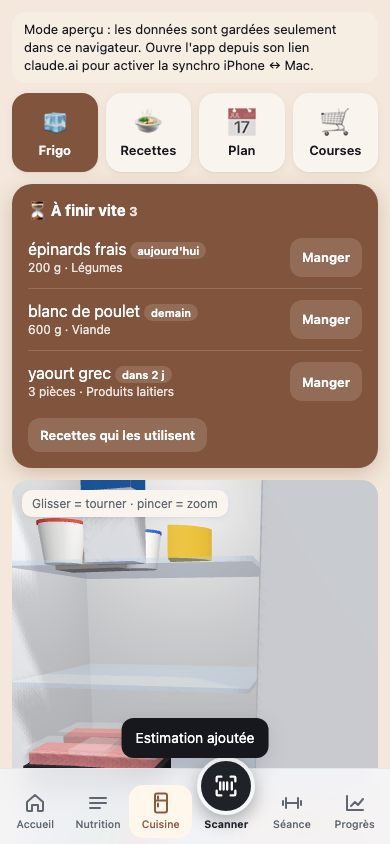 Mode aperçu : les données sont gardées seulement
dans ce navigateur. Ouvre l'app depuis son lien
claude.ai pour activer la synchro iPhone ↔ Mac.
Frigo
Recettes
17
Plan
Courses
⏳ À finir vite 3
épinards frais aujourd'hui
200 g · Légumes
Manger
blanc de poulet demain
600 g · Viande
Manger
yaourt grec dans 2 j
3 pièces · Produits laitiers
Manger
Recettes qui les utilisent
Glisser = tourner · pincer = zoom
Estimation ajoutée
Accueil
Nutrition
Cuisine
Scanner
Séance
Progrès